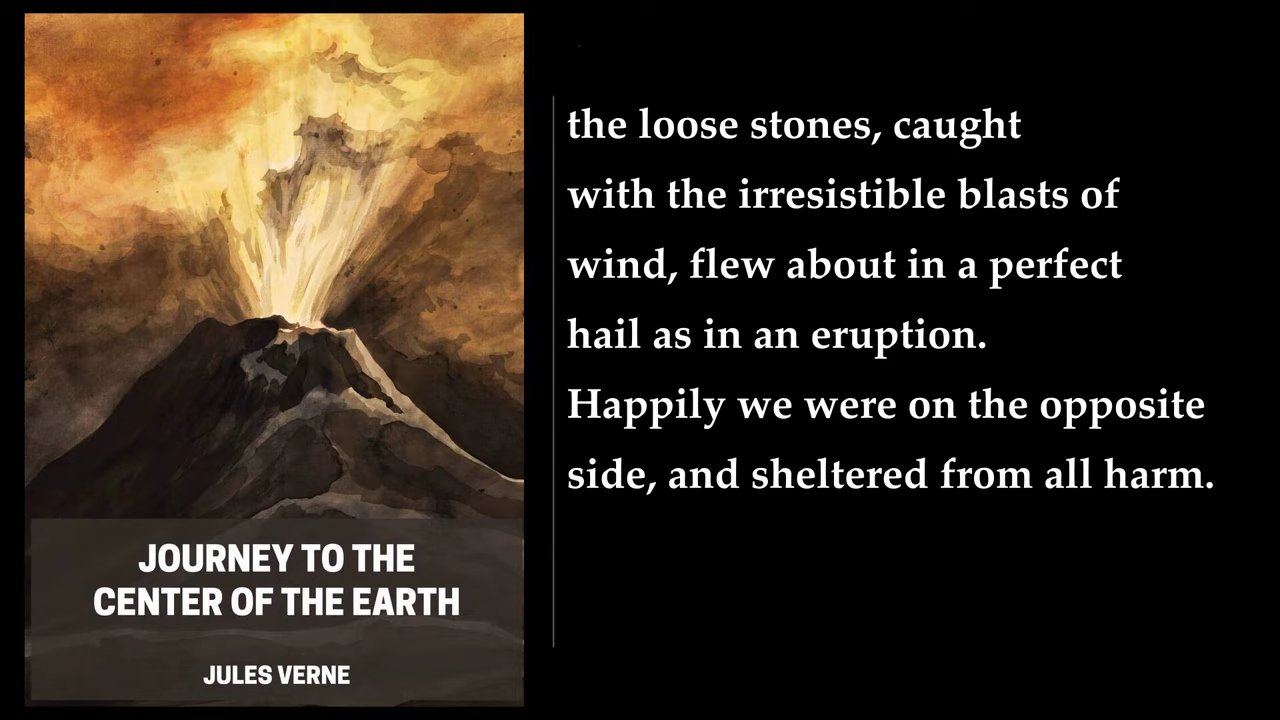 JOURNEY TO THE
CENTER OF THE EARTH
JULES VERNE
the loose stones, caught
with the irresistible blasts of
wind, flew about in a perfect
hail as in an eruption.
Happily we were on the opposite
side, and sheltered from all harm.